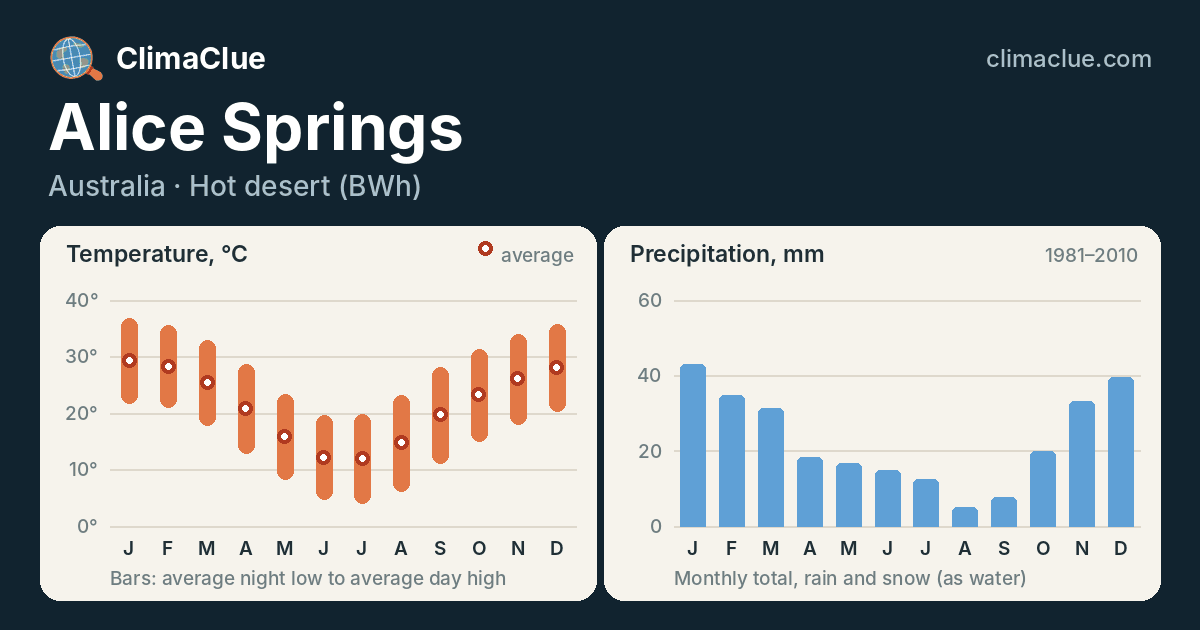 ClimaClue
climaclue.com
Alice Springs
Australia · Hot desert (BWh)
Temperature, °C
average
40°
30°
20°
10°
0°
J F M A M J J A S O N D
Bars: average night low to average day high
Precipitation, mm
1981–2010
60
40
20
0
J F M A M J J A S O N D
Monthly total, rain and snow (as water)